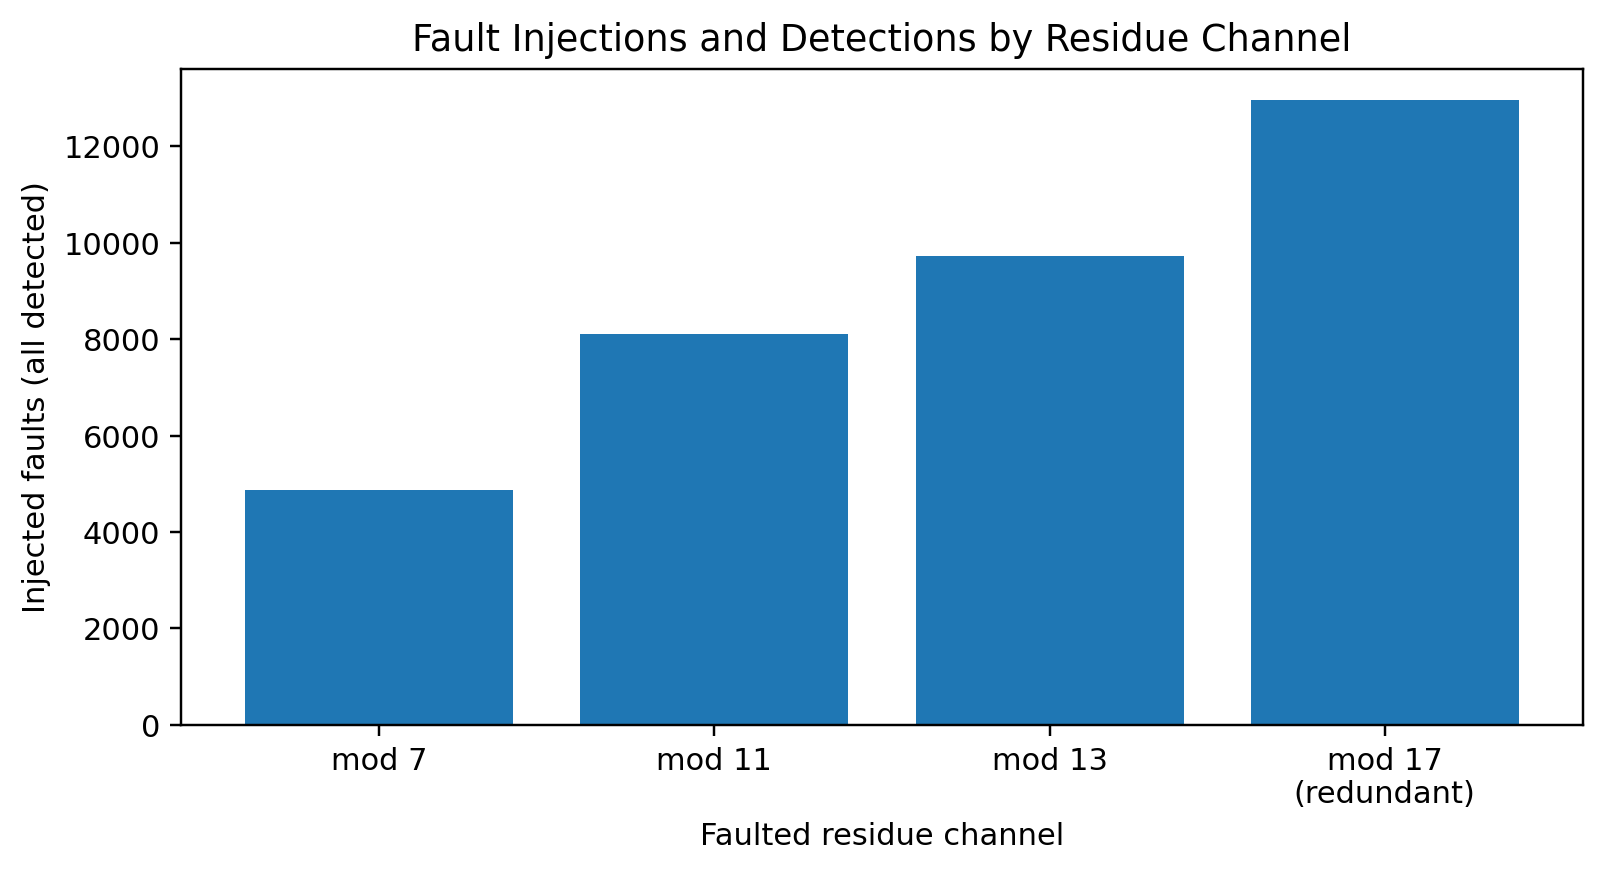 Fault Injections and Detections by Residue Channel
Injected faults (all detected)
12000
10000
8000
6000
4000
2000
0
mod 7
mod 11
mod 13
mod 17
(redundant)
Faulted residue channel